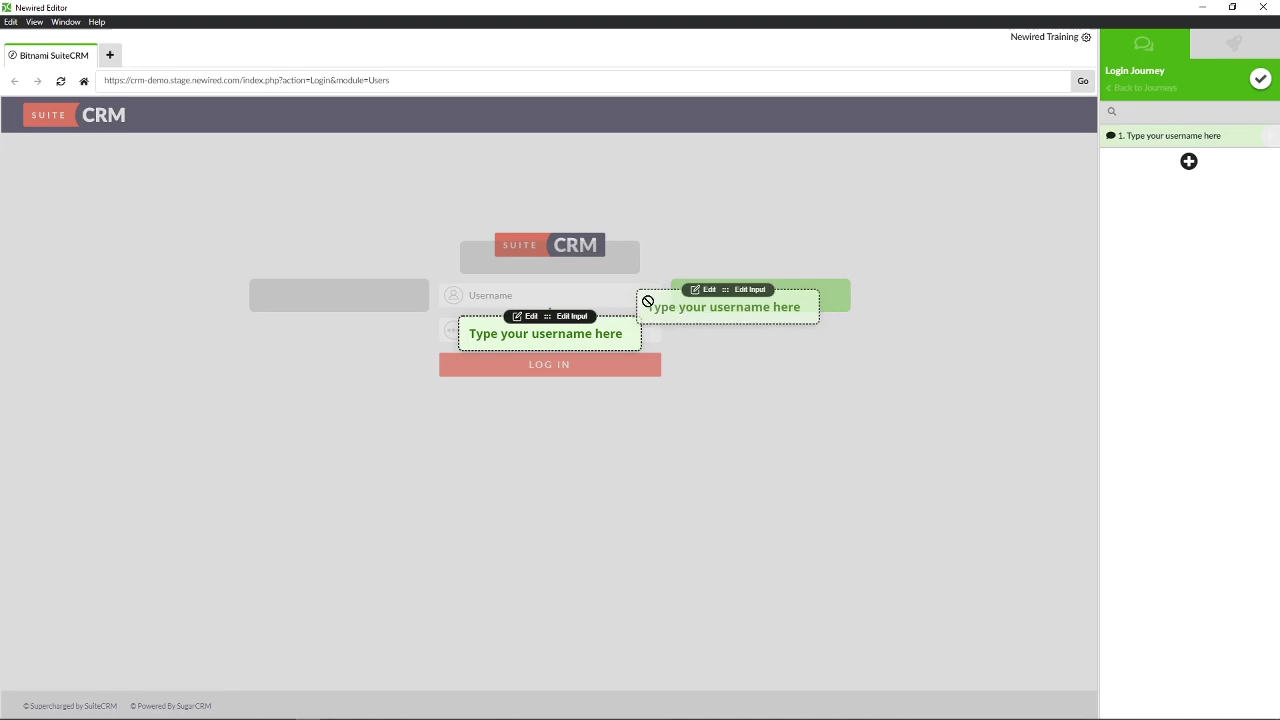 Newired Editor
Edit View Window Help
Newired Training
Bitnami SuiteCRM
https://crm-demo.stage.newired.com/index.php?action=Login&module=Users
Go
Login Journey
Back to Journeys
SUITE CRM
1. Type your username here
SUITE CRM
Username
Edit Edit Input
Type your username here
Edit Edit Input
Type your username here
LOG IN
© Supercharged by SuiteCRM © Powered By SugarCRM